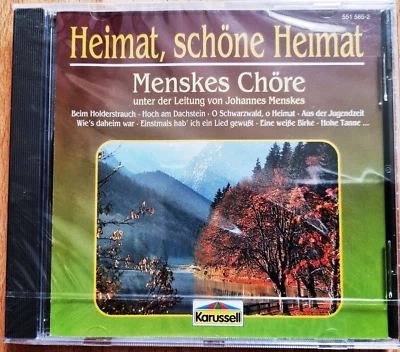 551 565-2
Heimat, schöne Heimat
Menskes Chöre
unter der Leitung von Johannes Menskes
Beim Holderstrauch · Hoch am Dachstein · O Schwarzwald, o Heimat · Aus der Jugendzeit
Wie's daheim war · Einstmals hab' ich ein Lied gewußt · Eine weiße Birke · Hohe Tanne ...
Karussell